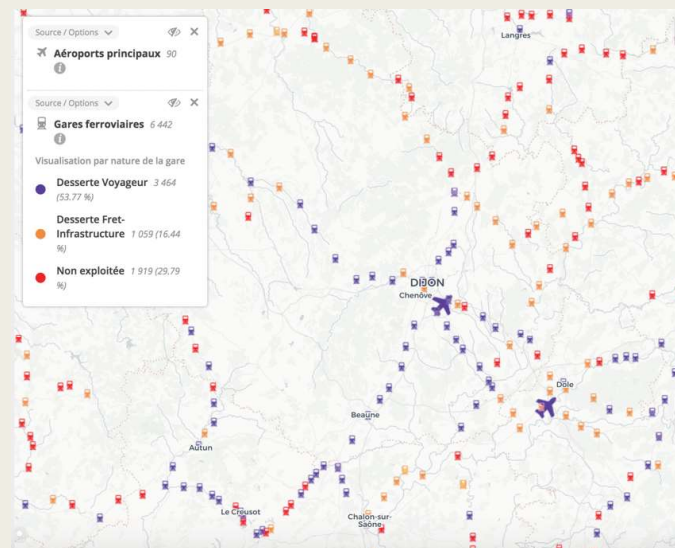 Source / Options
Aéroports principaux 90
i
Source / Options
Gares ferroviaires 6 442
i
Visualisation par nature de la gare
Desserte Voyageur 3 464
(53.77 %)
Desserte Fret-
Infrastructure 1 059 (16.44
%)
Non exploitée 1 919 (29.79
%)
Langres
DIJON
Chenôve
Dole
Beaune
Autun
Le Creusot
Chalon-sur-
Saône